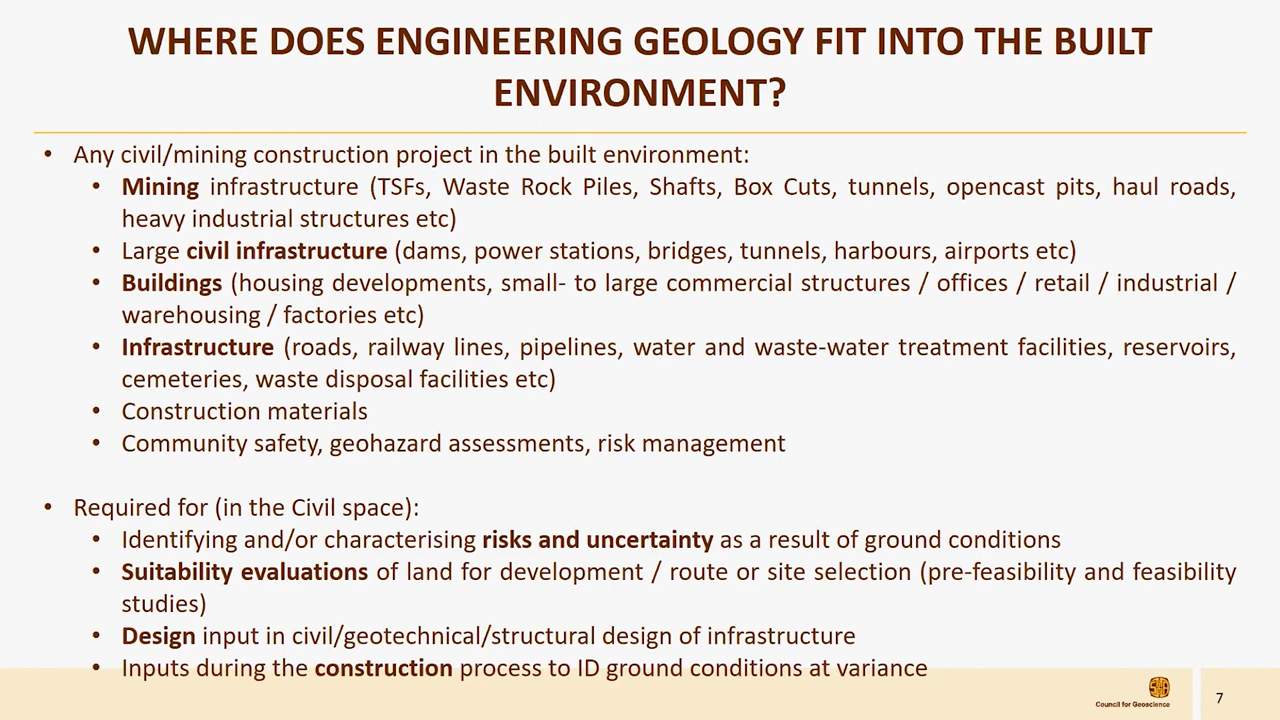 WHERE DOES ENGINEERING GEOLOGY FIT INTO THE BUILT
ENVIRONMENT?
• Any civil/mining construction project in the built environment:
• Mining infrastructure (TSFs, Waste Rock Piles, Shafts, Box Cuts, tunnels, opencast pits, haul roads,
heavy industrial structures etc)
• Large civil infrastructure (dams, power stations, bridges, tunnels, harbours, airports etc)
• Buildings (housing developments, small- to large commercial structures / offices / retail / industrial /
warehousing / factories etc)
• Infrastructure (roads, railway lines, pipelines, water and waste-water treatment facilities, reservoirs,
cemeteries, waste disposal facilities etc)
• Construction materials
• Community safety, geohazard assessments, risk management
• Required for (in the Civil space):
• Identifying and/or characterising risks and uncertainty as a result of ground conditions
• Suitability evaluations of land for development / route or site selection (pre-feasibility and feasibility
studies)
• Design input in civil/geotechnical/structural design of infrastructure
• Inputs during the construction process to ID ground conditions at variance
Council for Geoscience
7